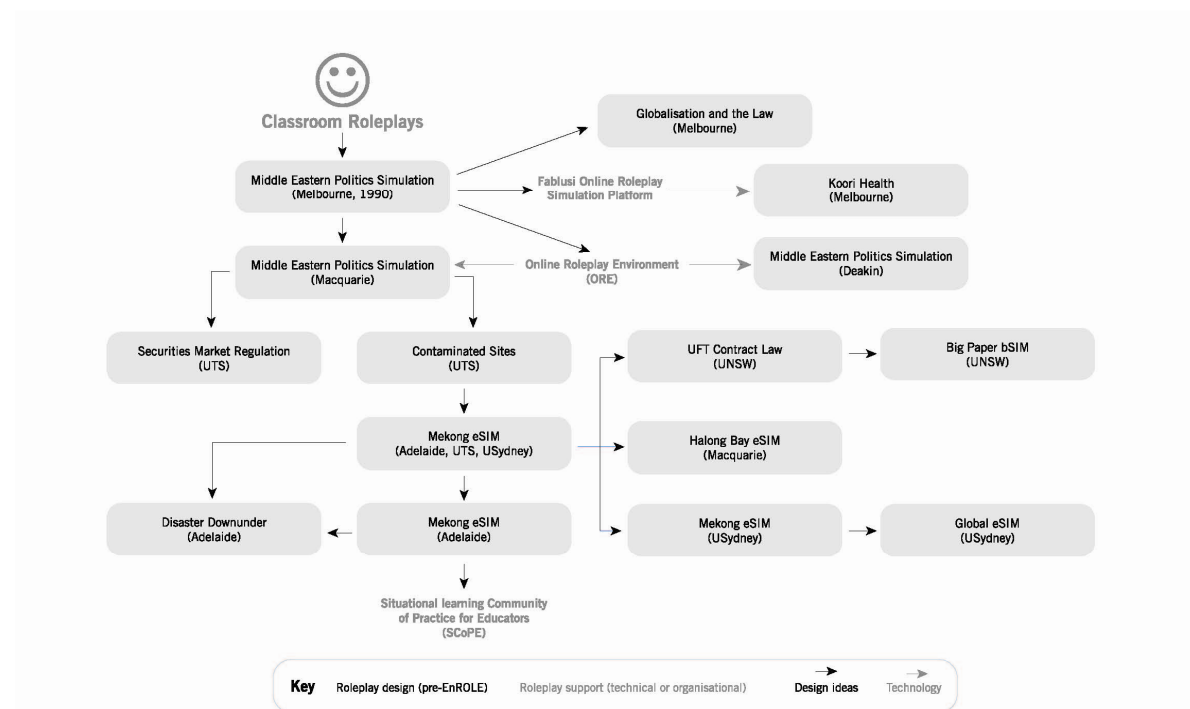 Classroom Roleplays
Globalisation and the Law
(Melbourne)
Middle Eastern Politics Simulation
(Melbourne, 1990)
Fablusi Online Roleplay
Simulation Platform
Koori Health
(Melbourne)
Middle Eastern Politics Simulation
(Macquarie)
Online Roleplay Environment
(ORE)
Middle Eastern Politics Simulation
(Deakin)
Securities Market Regulation
(UTS)
Contaminated Sites
(UTS)
UFT Contract Law
(UNSW)
Big Paper bSIM
(UNSW)
Mekong eSIM
(Adelaide, UTS, USydney)
Halong Bay eSIM
(Macquarie)
Disaster Downunder
(Adelaide)
Mekong eSIM
(Adelaide)
Mekong eSIM
(USydney)
Global eSIM
(USydney)
Situational learning Community
of Practice for Educators
(SCoPE)
Key
Roleplay design (pre-EnROLE)
Roleplay support (technical or organisational)
Design ideas
Technology